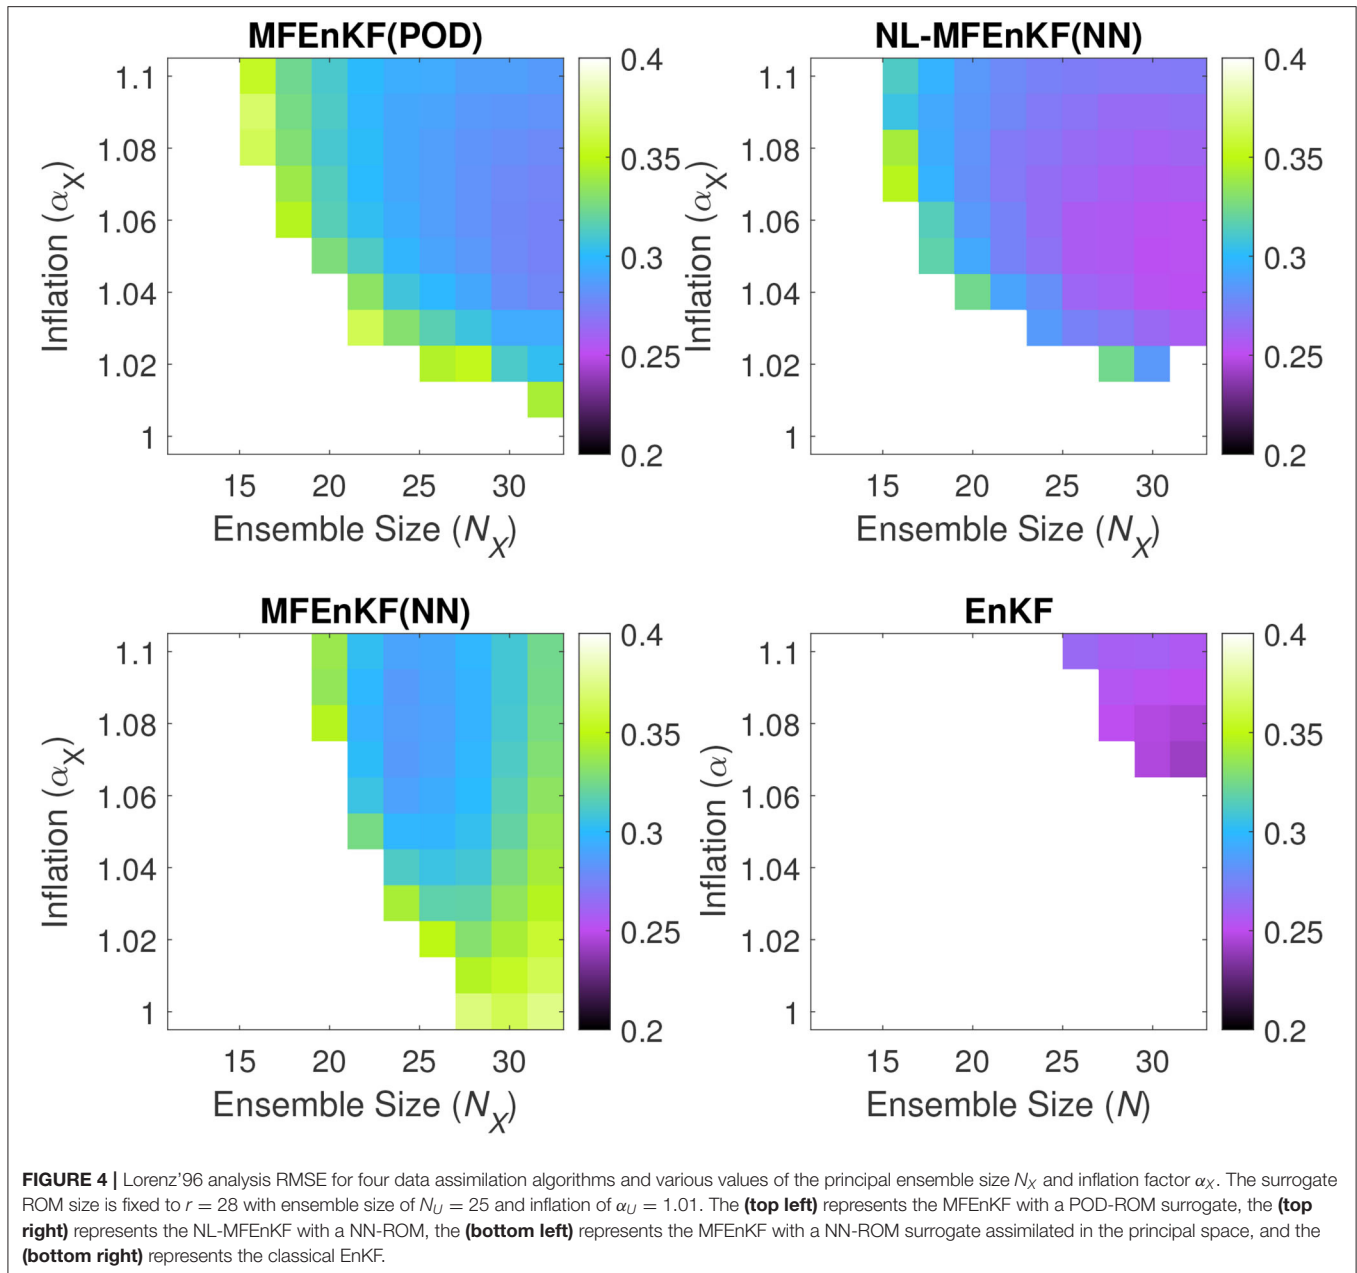 MFEnKF(POD)
1.1
1.08
1.06
1.04
1.02
1
Inflation (αX)
15 20 25 30
Ensemble Size (NX)
0.4
0.35
0.3
0.25
0.2
NL-MFEnKF(NN)
1.1
1.08
1.06
1.04
1.02
1
Inflation (αX)
15 20 25 30
Ensemble Size (NX)
0.4
0.35
0.3
0.25
0.2
MFEnKF(NN)
1.1
1.08
1.06
1.04
1.02
1
Inflation (αX)
15 20 25 30
Ensemble Size (NX)
0.4
0.35
0.3
0.25
0.2
EnKF
1.1
1.08
1.06
1.04
1.02
1
Inflation (α)
15 20 25 30
Ensemble Size (N)
0.4
0.35
0.3
0.25
0.2
FIGURE 4 | Lorenz'96 analysis RMSE for four data assimilation algorithms and various values of the principal ensemble size NX and inflation factor αX. The surrogate
ROM size is fixed to r = 28 with ensemble size of NU = 25 and inflation of αU = 1.01. The (top left) represents the MFEnKF with a POD-ROM surrogate, the (top
right) represents the NL-MFEnKF with a NN-ROM, the (bottom left) represents the MFEnKF with a NN-ROM surrogate assimilated in the principal space, and the
(bottom right) represents the classical EnKF.